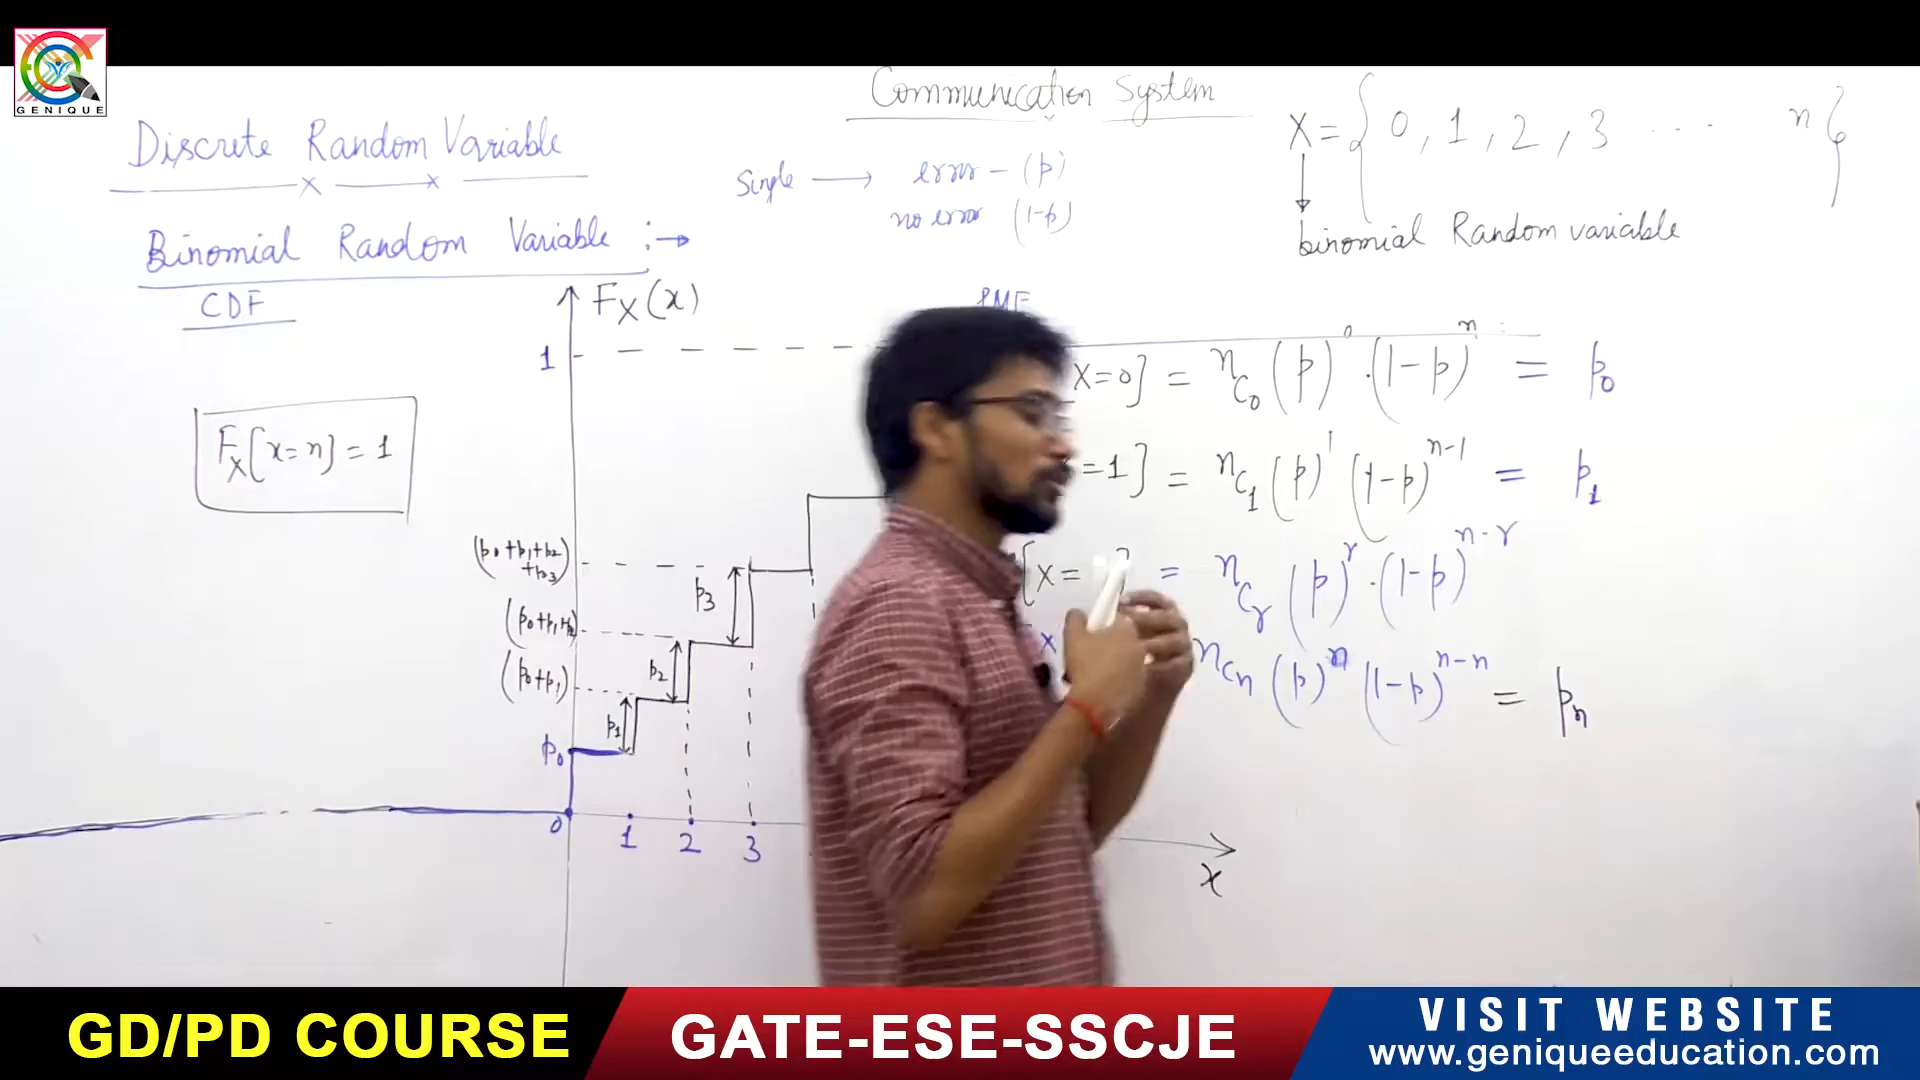 GENIQUE
Communication System
Discrete Random Variable
Single → error – (p)
no error (1-p)
X = { 0, 1, 2, 3 ... n }
binomial Random variable
Binomial Random Variable :→
CDF
F_X(x)
PMF
1
X=0] = nC0 (p)^0 · (1-p)^n = p0
F_X[x=n] = 1
=1] = nC1 (p)^1 (1-p)^(n-1) = p1
(p0+p1+p2
+p3)
[X= ] = nCr (p)^r · (1-p)^(n-r)
p3
(p0+p1+p2)
p2
(p0+p1)
nCn (p)^n (1-p)^(n-n) = pn
p1
p0
0 1 2 3
x
GD/PD COURSE
GATE-ESE-SSCJE
VISIT WEBSITE
www.geniqueeducation.com